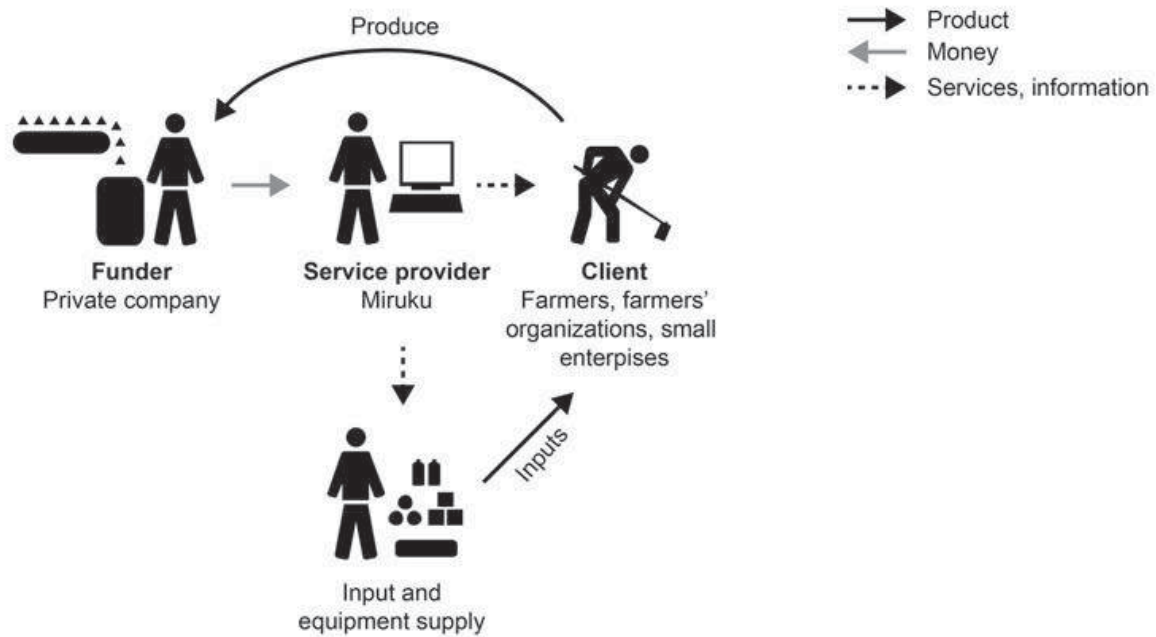 Produce
Product
Money
Services, information
Funder
Private company
Service provider
Miruku
Client
Farmers, farmers’
organizations, small
enterpises
Inputs
Input and
equipment supply